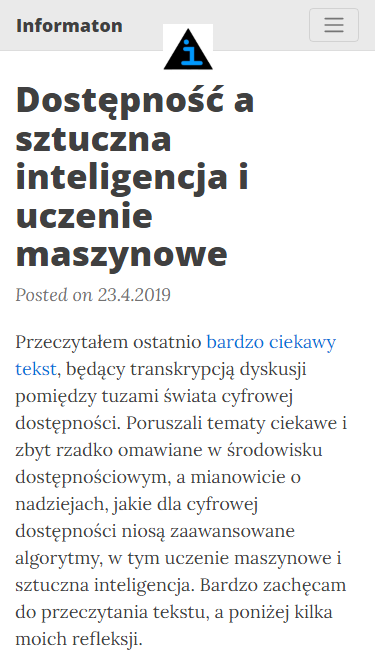 Informaton
i
Dostępność a
sztuczna
inteligencja i
uczenie
maszynowe
Posted on 23.4.2019
Przeczytałem ostatnio bardzo ciekawy
tekst, będący transkrypcją dyskusji
pomiędzy tuzami świata cyfrowej
dostępności. Poruszali tematy ciekawe i
zbyt rzadko omawiane w środowisku
dostępnościowym, a mianowicie o
nadziejach, jakie dla cyfrowej
dostępności niosą zaawansowane
algorytmy, w tym uczenie maszynowe i
sztuczna inteligencja. Bardzo zachęcam
do przeczytania tekstu, a poniżej kilka
moich refleksji.